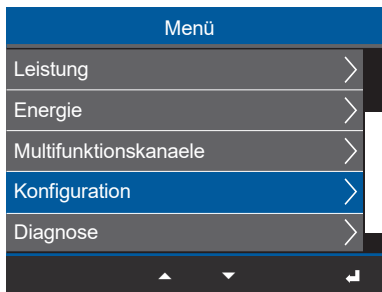 Menü
Leistung
Energie
Multifunktionskanaele
Konfiguration
Diagnose